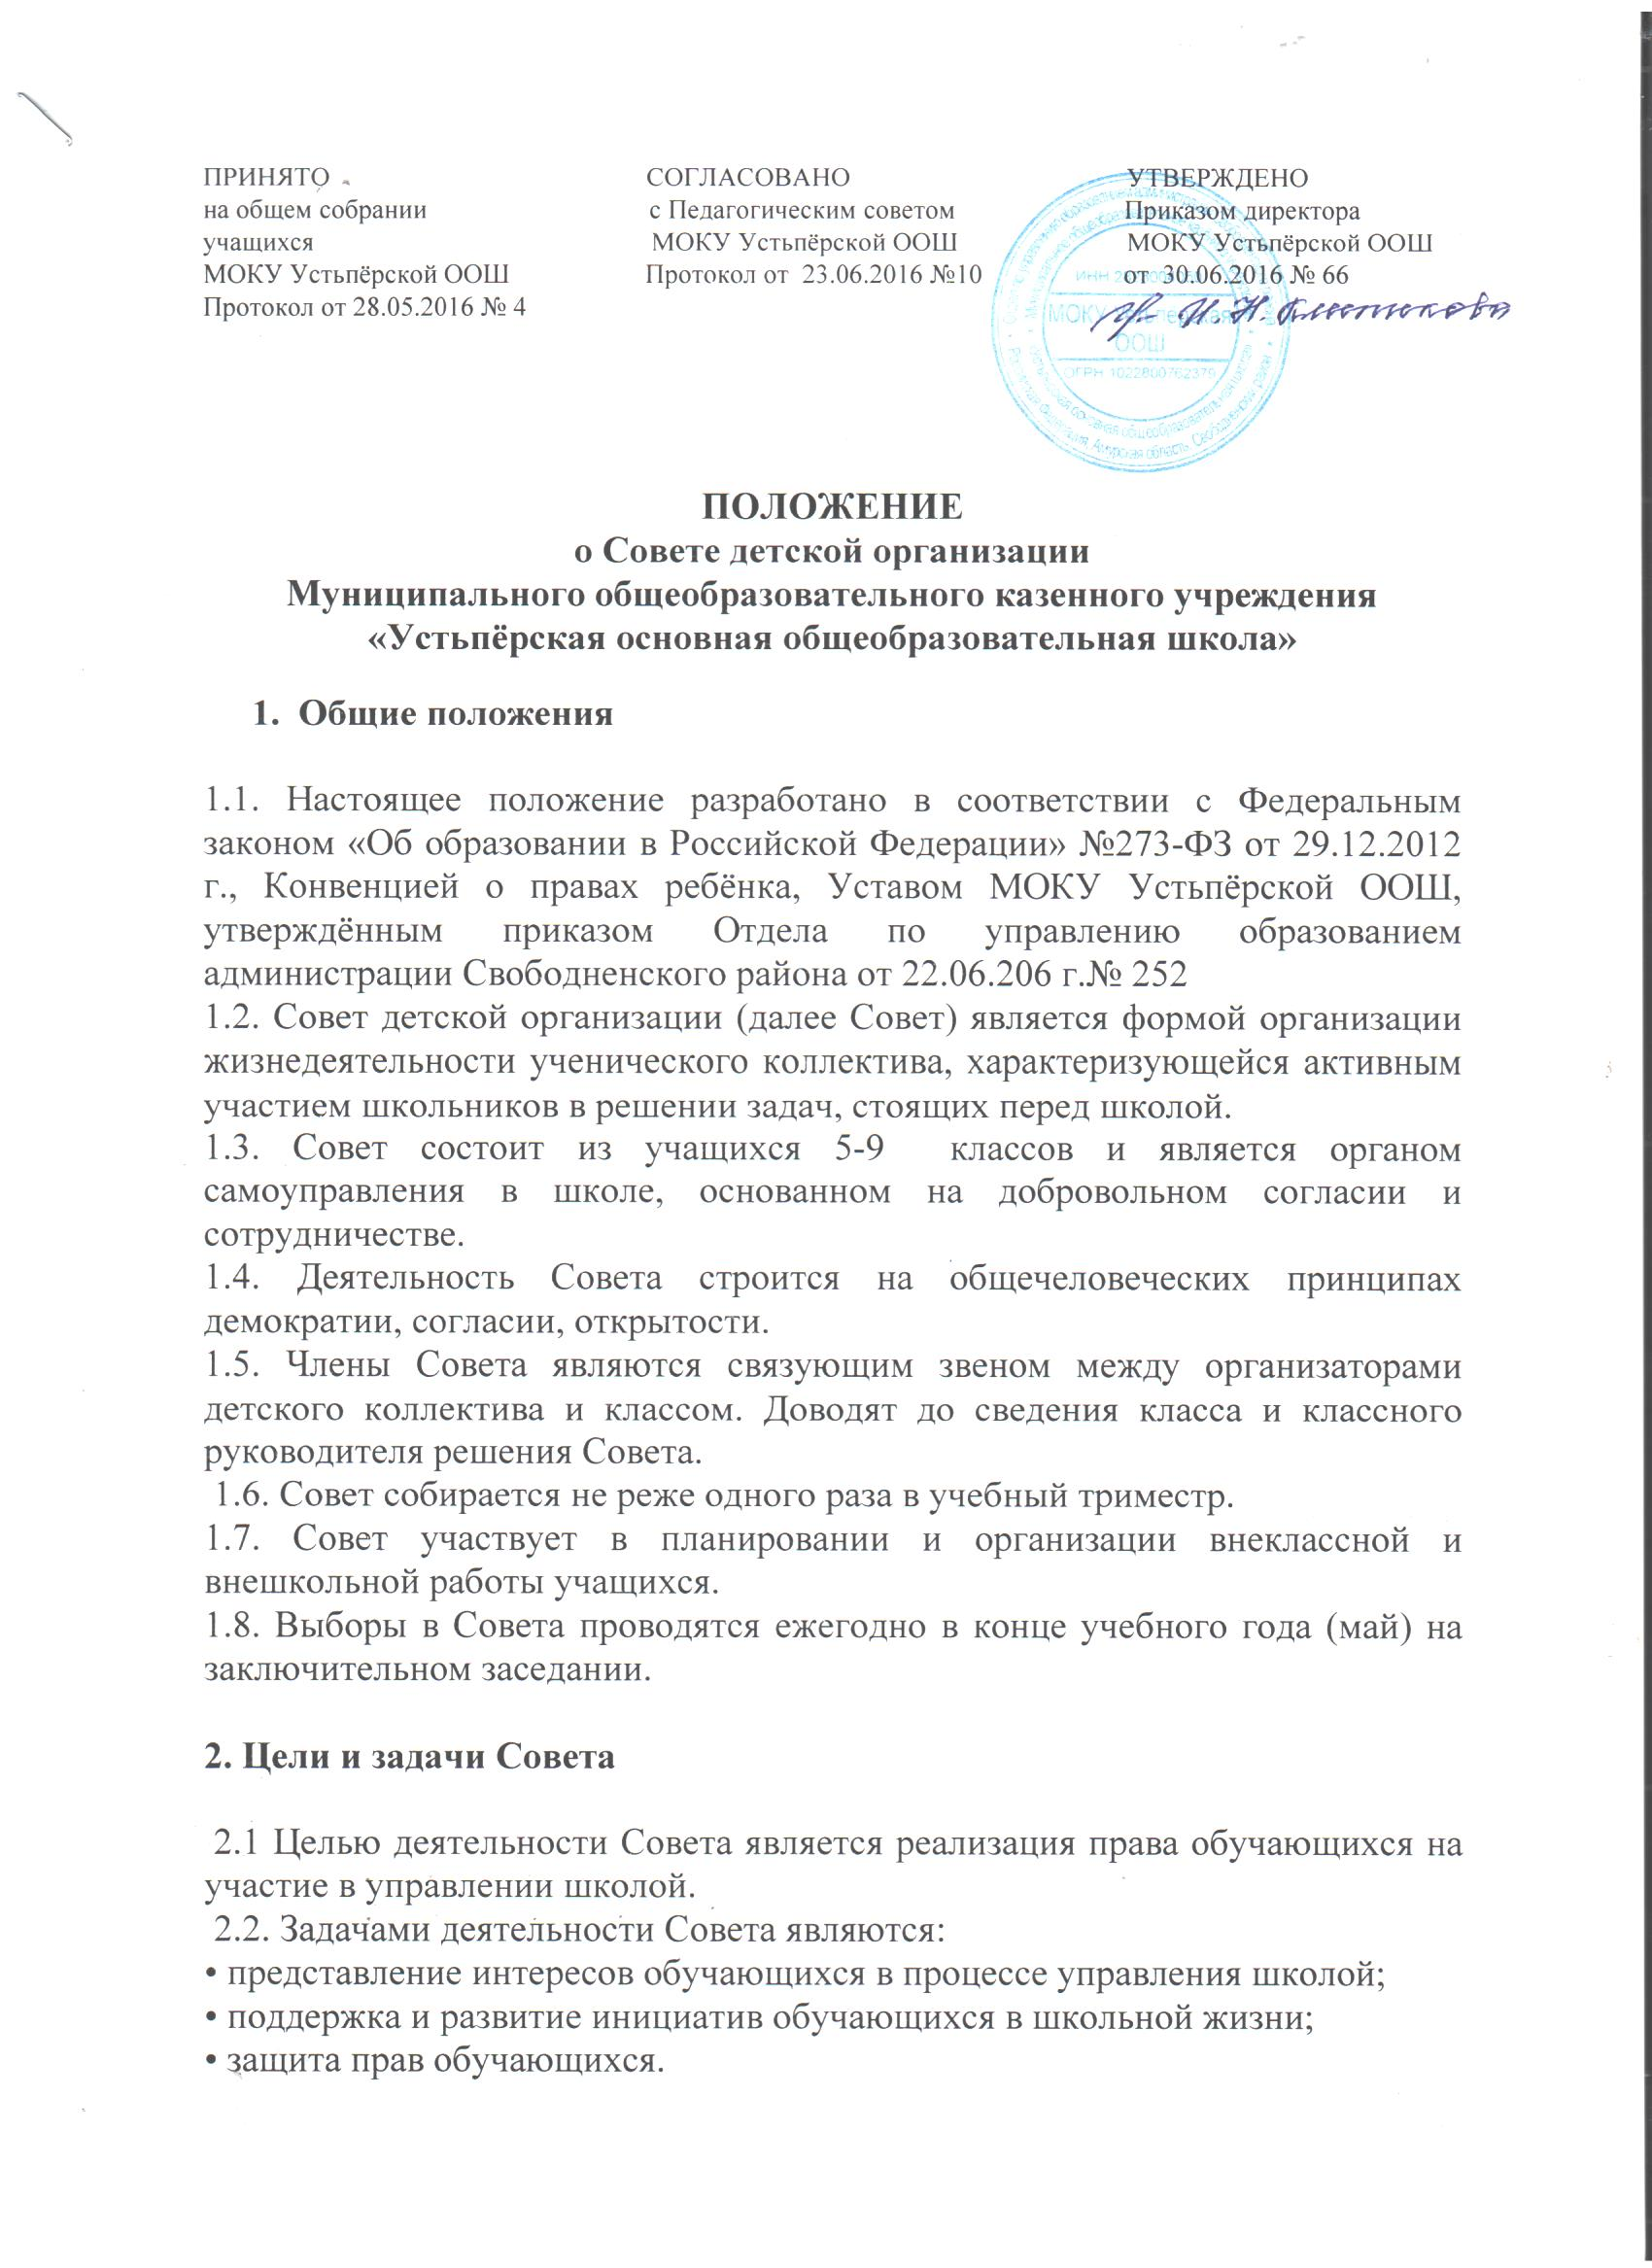 ПРИНЯТО СОГЛАСОВАНО УТВЕРЖДЕНО
на общем собрании с Педагогическим советом Приказом директора
учащихся МОКУ Устьпёрской ООШ МОКУ Устьпёрской ООШ
МОКУ Устьпёрской ООШ Протокол от 23.06.2016 №10 от 30.06.2016 № 66
Протокол от 28.05.2016 № 4
МОКУ Устьперская
ООШ
ОГРН 1022800762379
ПОЛОЖЕНИЕ
о Совете детской организации
Муниципального общеобразовательного казенного учреждения
«Устьпёрская основная общеобразовательная школа»
1. Общие положения
1.1. Настоящее положение разработано в соответствии с Федеральным
законом «Об образовании в Российской Федерации» №273-ФЗ от 29.12.2012
г., Конвенцией о правах ребёнка, Уставом МОКУ Устьпёрской ООШ,
утверждённым приказом Отдела по управлению образованием
администрации Свободненского района от 22.06.206 г.№ 252
1.2. Совет детской организации (далее Совет) является формой организации
жизнедеятельности ученического коллектива, характеризующейся активным
участием школьников в решении задач, стоящих перед школой.
1.3. Совет состоит из учащихся 5-9 классов и является органом
самоуправления в школе, основанном на добровольном согласии и
сотрудничестве.
1.4. Деятельность Совета строится на общечеловеческих принципах
демократии, согласии, открытости.
1.5. Члены Совета являются связующим звеном между организаторами
детского коллектива и классом. Доводят до сведения класса и классного
руководителя решения Совета.
1.6. Совет собирается не реже одного раза в учебный триместр.
1.7. Совет участвует в планировании и организации внеклассной и
внешкольной работы учащихся.
1.8. Выборы в Совета проводятся ежегодно в конце учебного года (май) на
заключительном заседании.
2. Цели и задачи Совета
2.1 Целью деятельности Совета является реализация права обучающихся на
участие в управлении школой.
2.2. Задачами деятельности Совета являются:
• представление интересов обучающихся в процессе управления школой;
• поддержка и развитие инициатив обучающихся в школьной жизни;
• защита прав обучающихся.